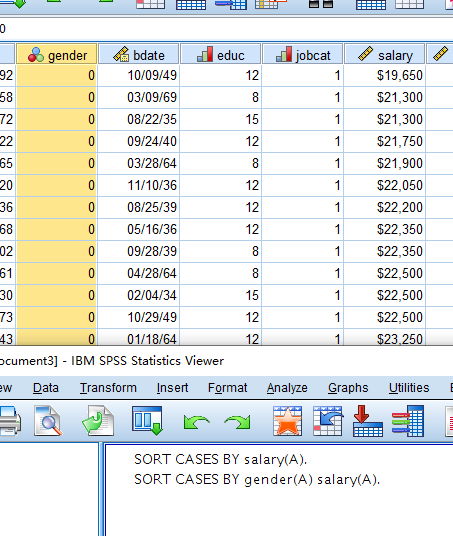 0
gender bdate educ jobcat salary
92 0 10/09/49 12 1 $19,650
58 0 03/09/69 8 1 $21,300
72 0 08/22/35 15 1 $21,300
22 0 09/24/40 12 1 $21,750
65 0 03/28/64 8 1 $21,900
20 0 11/10/36 12 1 $22,050
36 0 08/25/39 12 1 $22,200
68 0 05/16/36 12 1 $22,350
02 0 09/28/39 8 1 $22,350
61 0 04/28/64 8 1 $22,500
30 0 02/04/34 15 1 $22,500
73 0 10/29/49 12 1 $22,500
43 0 01/18/64 12 1 $23,250
ocument3] - IBM SPSS Statistics Viewer
ew Data Transform Insert Format Analyze Graphs Utilities
SORT CASES BY salary(A).
SORT CASES BY gender(A) salary(A).